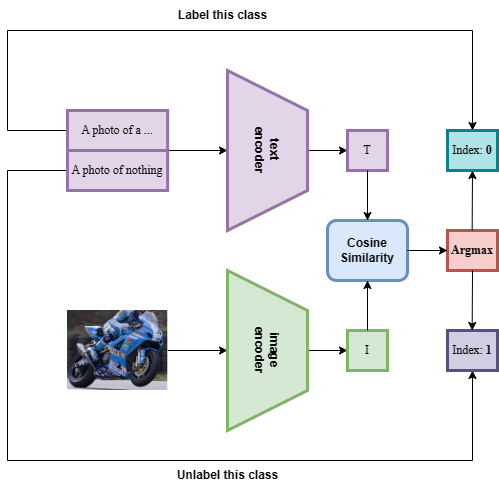 Label this class
A photo of a ...
A photo of nothing
text
encoder
T
Index: 0
Cosine
Similarity
Argmax
image
encoder
I
Index: 1
Unlabel this class